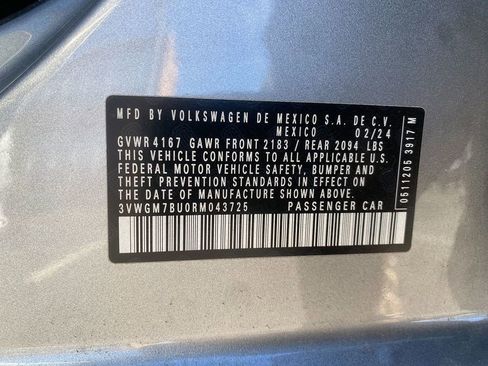 MFD BY VOLKSWAGEN DE MEXICO S.A. DE C.V.
MEXICO 02/24
GVWR 4167 GAWR FRONT 2183 / REAR 2094 LBS
THIS VEHICLE CONFORMS TO ALL APPLICABLE U.S.
FEDERAL MOTOR VEHICLE SAFETY, BUMPER AND
THEFT PREVENTION STANDARDS IN EFFECT ON
THE DATE OF MANUFACTURE SHOWN ABOVE
3VWGM7BU0RM043725 PASSENGER CAR
0511205 3917 M